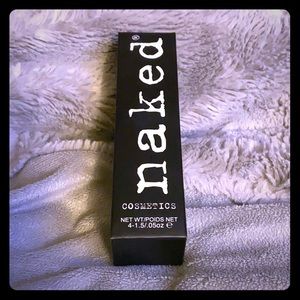 naked®
COSMETICS
NET WT/POIDS NET
4-1.5/.05oz ℮